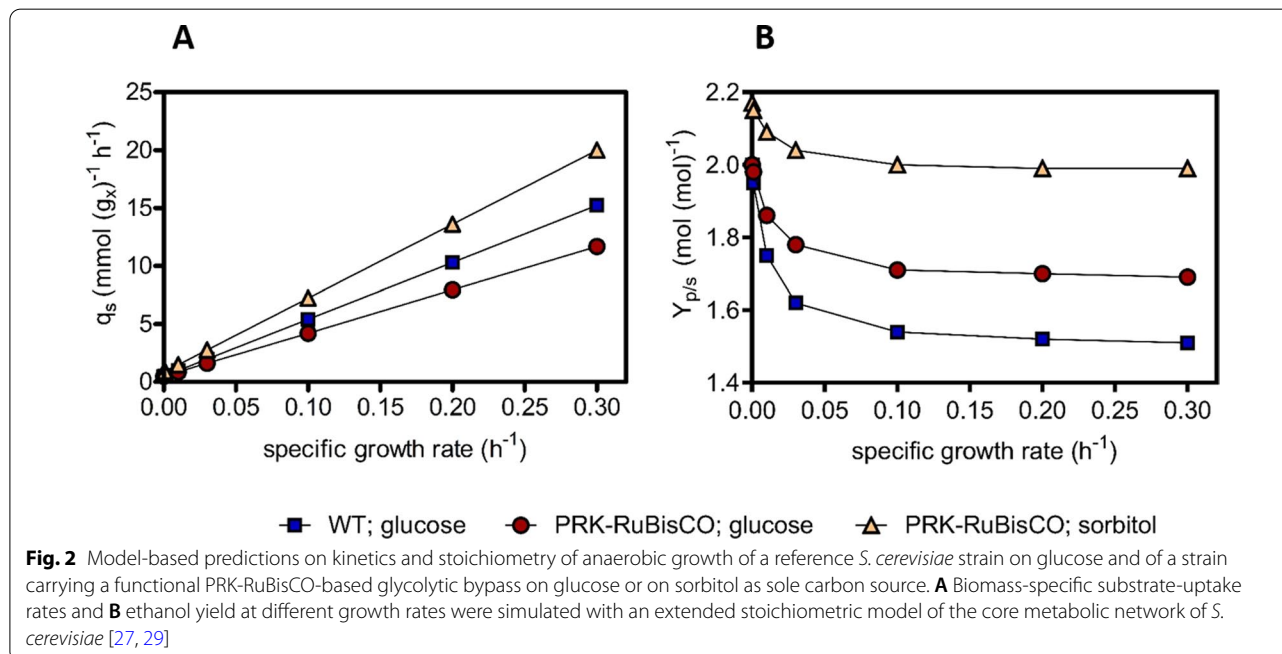 A
B
q_s (mmol (g_x)^-1 h^-1)
25
20
15
10
5
0
0.00 0.05 0.10 0.15 0.20 0.25 0.30
specific growth rate (h^-1)
Y_p/s (mol (mol)^-1)
2.2
2.0
1.8
1.6
1.4
0.00 0.05 0.10 0.15 0.20 0.25 0.30
specific growth rate (h^-1)
WT; glucose PRK-RuBisCO; glucose PRK-RuBisCO; sorbitol
Fig. 2 Model-based predictions on kinetics and stoichiometry of anaerobic growth of a reference S. cerevisiae strain on glucose and of a strain
carrying a functional PRK-RuBisCO-based glycolytic bypass on glucose or on sorbitol as sole carbon source. A Biomass-specific substrate-uptake
rates and B ethanol yield at different growth rates were simulated with an extended stoichiometric model of the core metabolic network of S.
cerevisiae [27, 29]